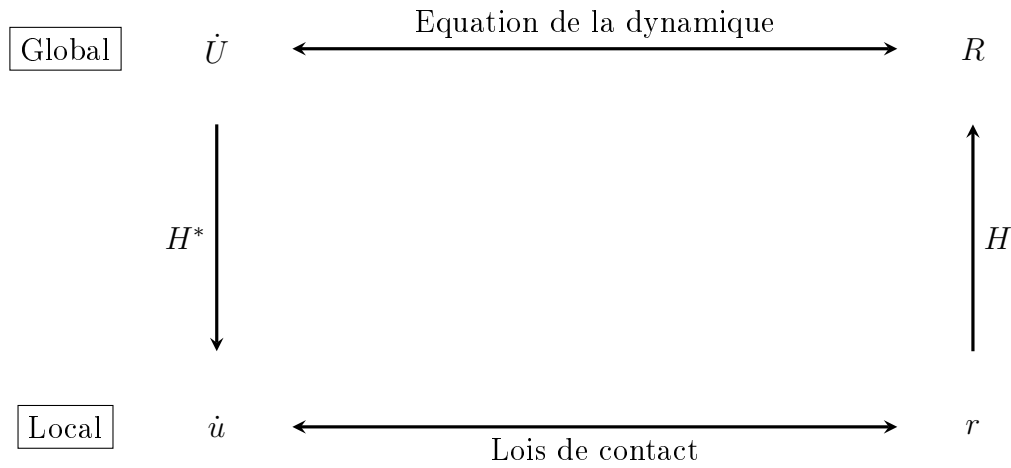 Equation de la dynamique
Global
U̇
R
H*
H
Local
u̇
r
Lois de contact